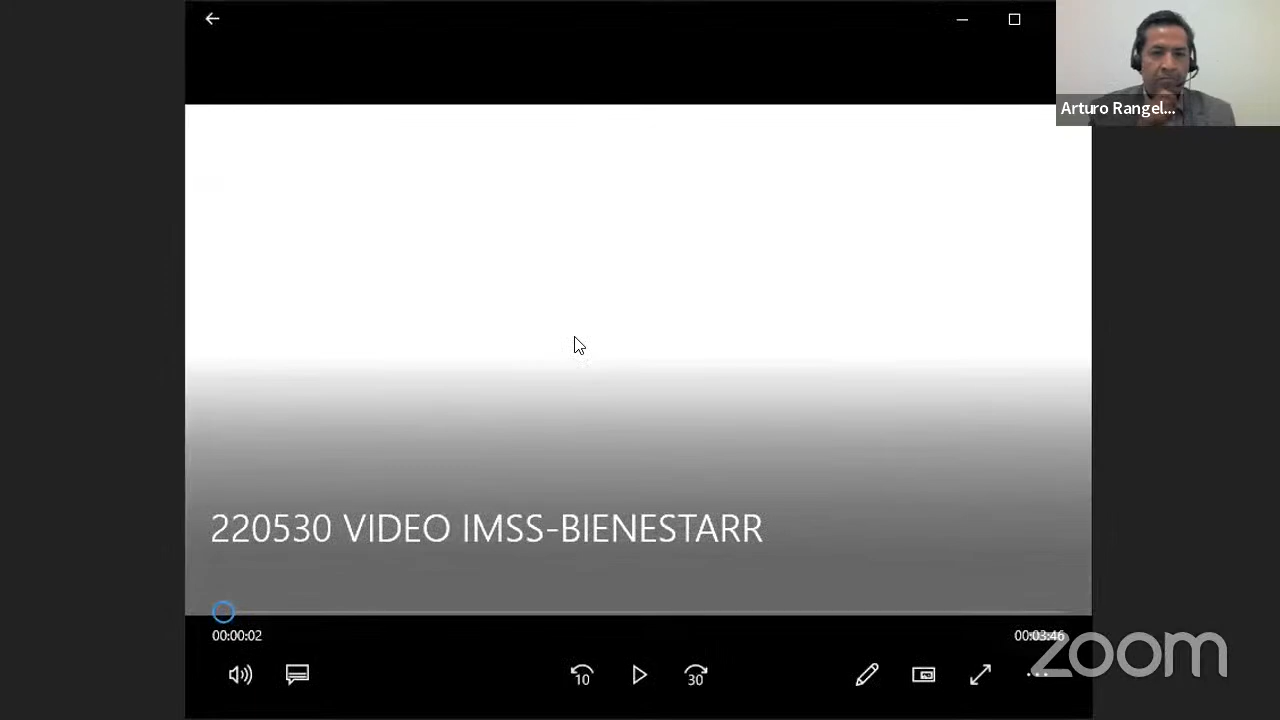 Arturo Rangel...
220530 VIDEO IMSS-BIENESTARR
00:00:02
00:03:46
10
30
zoom